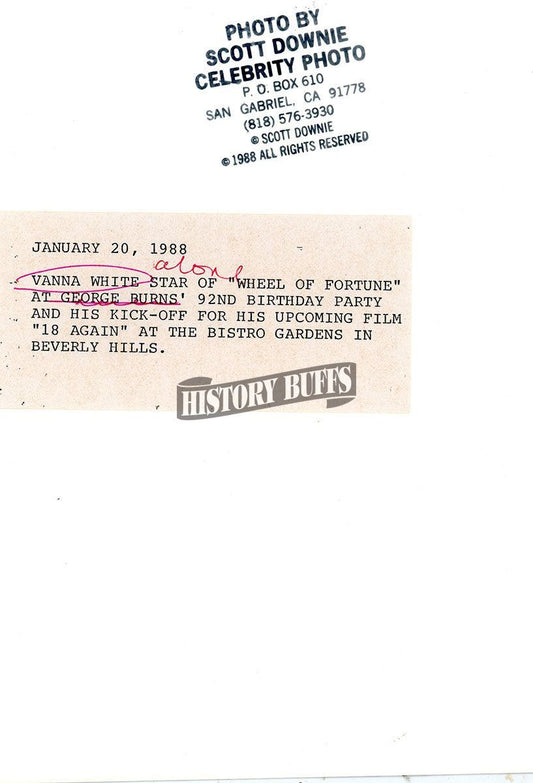 PHOTO BY
SCOTT DOWNIE
CELEBRITY PHOTO
P. O. BOX 610
SAN GABRIEL, CA 91778
(818) 576-3930
© SCOTT DOWNIE
© 1988 ALL RIGHTS RESERVED
JANUARY 20, 1988
alone
VANNA WHITE STAR OF "WHEEL OF FORTUNE"
AT GEORGE BURNS' 92ND BIRTHDAY PARTY
AND HIS KICK-OFF FOR HIS UPCOMING FILM
"18 AGAIN" AT THE BISTRO GARDENS IN
BEVERLY HILLS.
HISTORY BUFFS